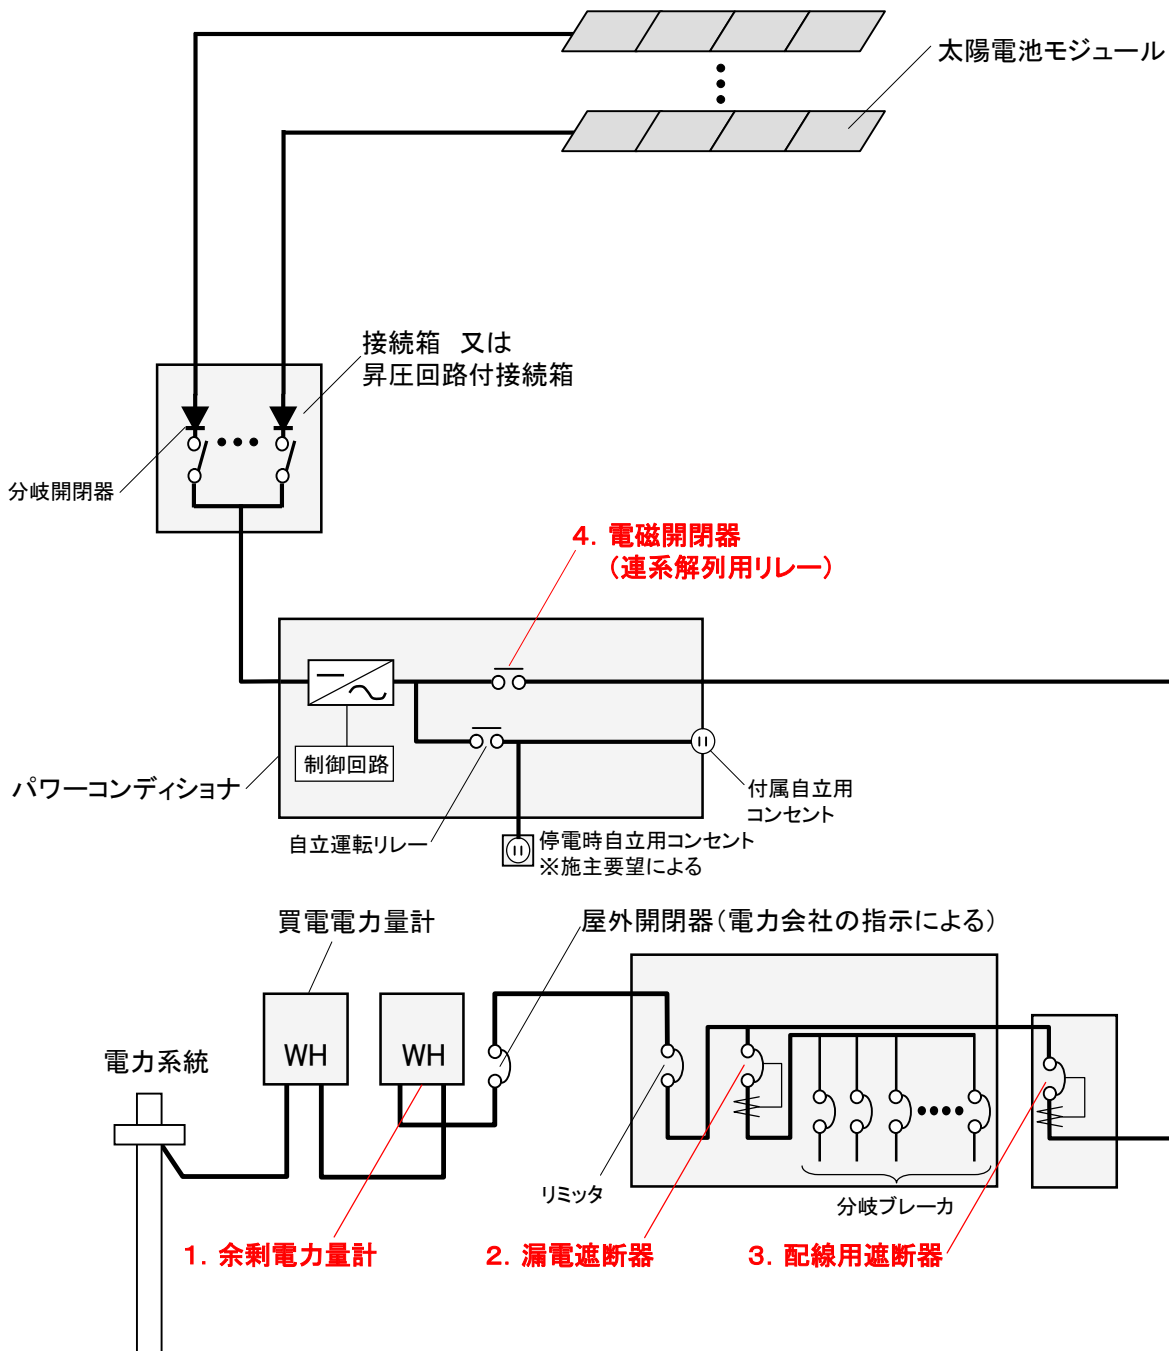 太陽電池モジュール
接続箱　又は
昇圧回路付接続箱
分岐開閉器
４．電磁開閉器
（連系解列用リレー）
制御回路
パワーコンディショナ
付属自立用
コンセント
自立運転リレー
停電時自立用コンセント
※施主要望による
買電電力量計
屋外開閉器（電力会社の指示による）
WH
WH
電力系統
リミッタ
分岐ブレーカ
１．余剰電力量計
２．漏電遮断器
３．配線用遮断器